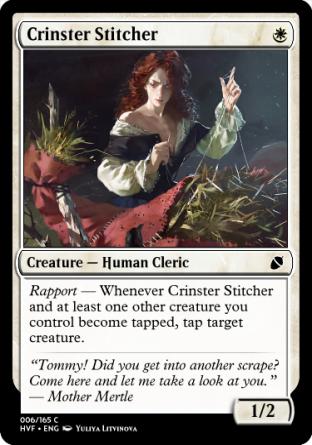 Crinster Stitcher
Creature — Human Cleric
Rapport — Whenever Crinster Stitcher
and at least one other creature you
control become tapped, tap target
creature.
“Tommy! Did you get into another scrape?
Come here and let me take a look at you.”
— Mother Mertle
1/2
006/165 C
HVF • ENG Yuliya Litvinova